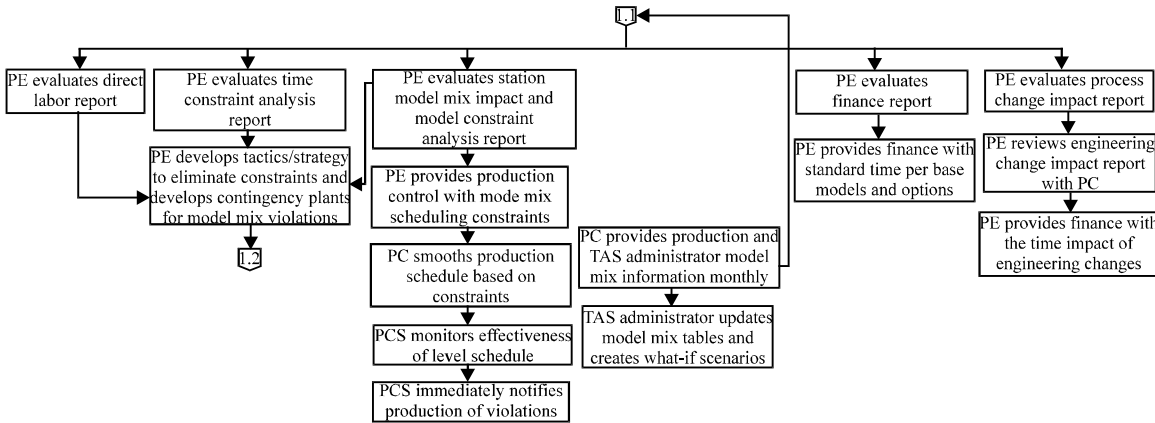 1.1
PE evaluates direct
labor report
PE evaluates time
constraint analysis
report
PE evaluates station
model mix impact and
model constraint
analysis report
PE evaluates
finance report
PE evaluates process
change impact report
PE develops tactics/strategy
to eliminate constraints and
develops contingency plants
for model mix violations
1.2
PE provides production
control with mode mix
scheduling constraints
PC smooths production
schedule based on
constraints
PCS monitors effectiveness
of level schedule
PCS immediately notifies
production of violations
PC provides production and
TAS administrator model
mix information monthly
TAS administrator updates
model mix tables and
creates what-if scenarios
PE provides finance with
standard time per base
models and options
PE reviews engineering
change impact report
with PC
PE provides finance with
the time impact of
engineering changes